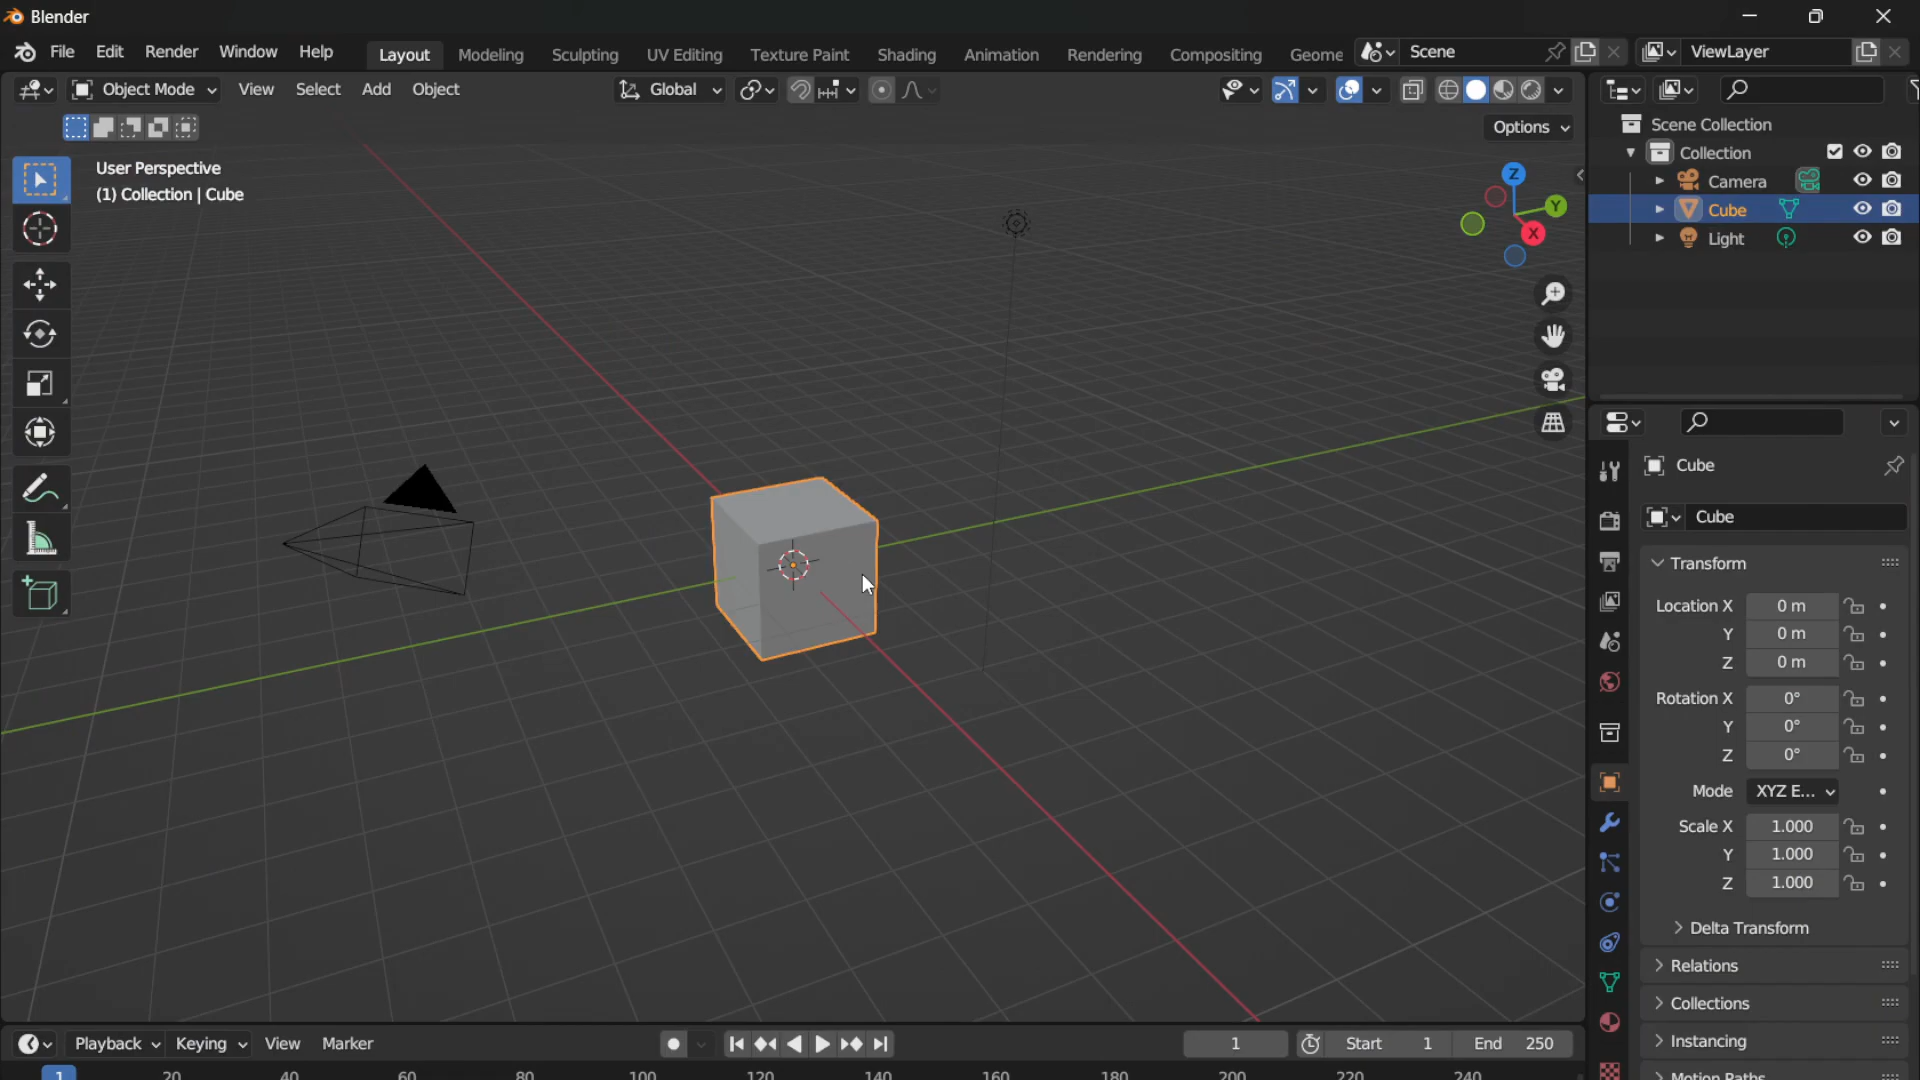 Blender
File Edit Render Window Help Layout Modeling Sculpting UV Editing Texture Paint Shading Animation Rendering Compositing Geome Scene ViewLayer
Object Mode View Select Add Object Global
Options
User Perspective
(1) Collection | Cube
Z
Y
X
Scene Collection
Collection
Camera
Cube
Light
Cube
Cube
Transform
Location X 0 m
Y 0 m
Z 0 m
Rotation X 0°
Y 0°
Z 0°
Mode XYZ E...
Scale X 1.000
Y 1.000
Z 1.000
Delta Transform
Relations
Collections
Instancing
Motion Paths
Playback Keying View Marker 1 Start 1 End 250
1 20 40 60 80 100 120 140 160 180 200 220 240